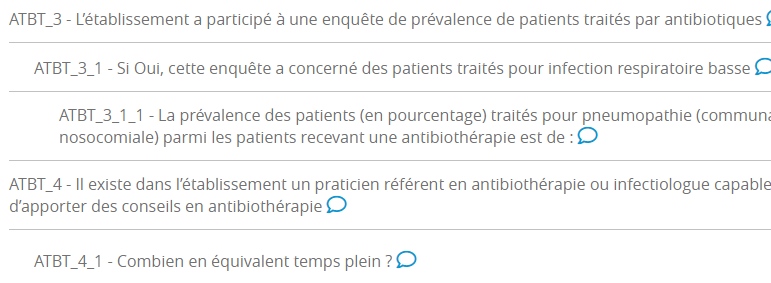 ATBT_3 - L’établissement a participé à une enquête de prévalence de patients traités par antibiotiques
ATBT_3_1 - Si Oui, cette enquête a concerné des patients traités pour infection respiratoire basse
ATBT_3_1_1 - La prévalence des patients (en pourcentage) traités pour pneumopathie (communa
nosocomiale) parmi les patients recevant une antibiothérapie est de :
ATBT_4 - Il existe dans l’établissement un praticien référent en antibiothérapie ou infectiologue capable
d’apporter des conseils en antibiothérapie
ATBT_4_1 - Combien en équivalent temps plein ?